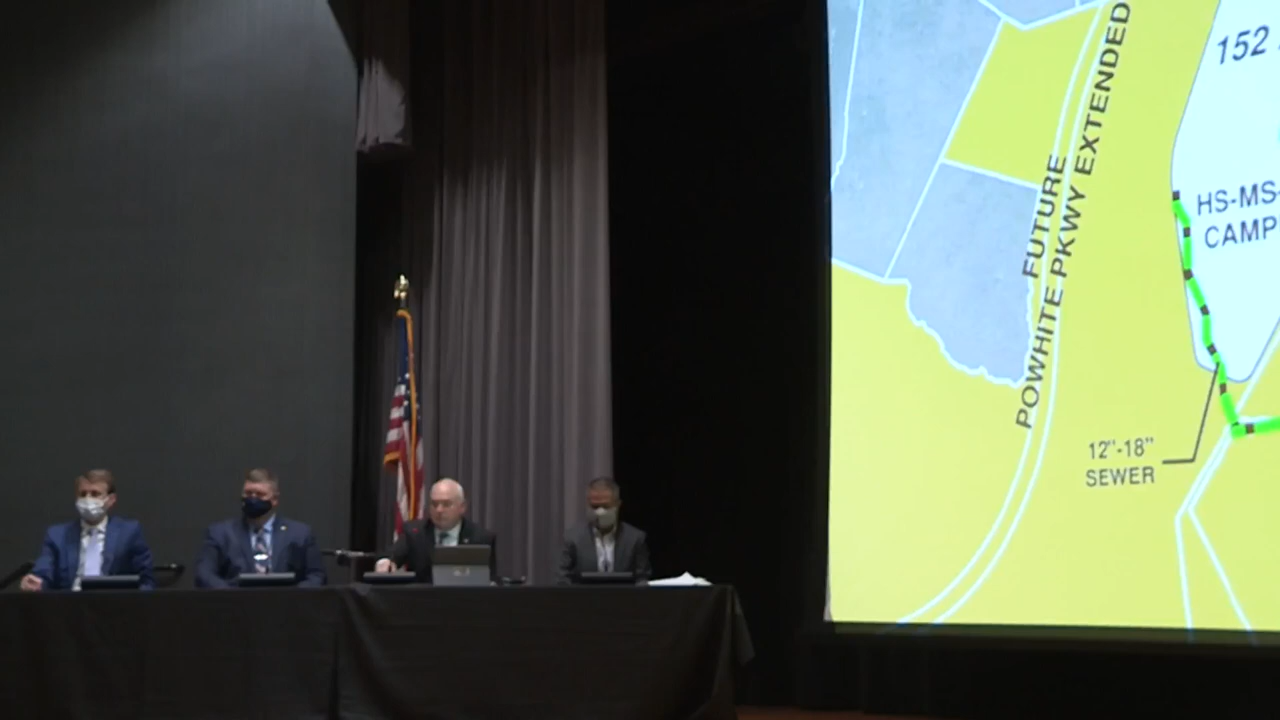 152
HS-MS-
CAMP
FUTURE
POWHITE PKWY EXTENDED
12"-18"
SEWER